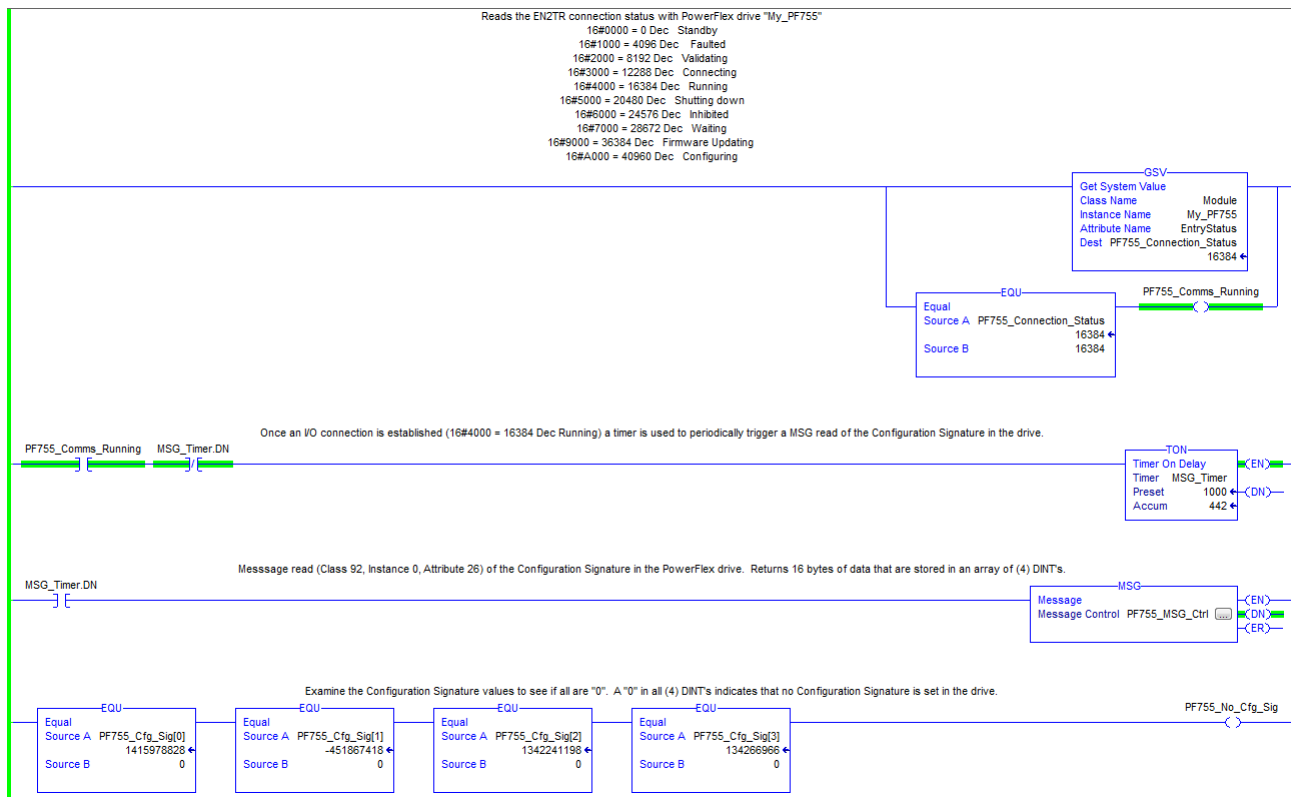 Reads the EN2TR connection status with PowerFlex drive "My_PF755"
16#0000 = 0 Dec   Standby
16#1000 = 4096 Dec   Faulted
16#2000 = 8192 Dec   Validating
16#3000 = 12288 Dec   Connecting
16#4000 = 16384 Dec   Running
16#5000 = 20480 Dec   Shutting down
16#6000 = 24576 Dec   Inhibited
16#7000 = 28672 Dec   Waiting
16#9000 = 36384 Dec   Firmware Updating
16#A000 = 40960 Dec   Configuring
GSV
Get System Value
Class Name Module
Instance Name My_PF755
Attribute Name EntryStatus
Dest PF755_Connection_Status
16384
EQU
Equal
Source A PF755_Connection_Status
16384
Source B 16384
PF755_Comms_Running
Once an I/O connection is established (16#4000 = 16384 Dec Running) a timer is used to periodically trigger a MSG read of the Configuration Signature in the drive.
PF755_Comms_Running MSG_Timer.DN
TON
Timer On Delay
Timer MSG_Timer
Preset 1000
Accum 442
EN
DN
Messsage read (Class 92, Instance 0, Attribute 26) of the Configuration Signature in the PowerFlex drive.  Returns 16 bytes of data that are stored in an array of (4) DINT's.
MSG_Timer.DN
MSG
Message
Message Control PF755_MSG_Ctrl ...
EN
DN
ER
Examine the Configuration Signature values to see if all are "0".  A "0" in all (4) DINT's indicates that no Configuration Signature is set in the drive.
EQU
Equal
Source A PF755_Cfg_Sig[0]
1415978828
Source B 0
EQU
Equal
Source A PF755_Cfg_Sig[1]
-451867418
Source B 0
EQU
Equal
Source A PF755_Cfg_Sig[2]
1342241198
Source B 0
EQU
Equal
Source A PF755_Cfg_Sig[3]
134266966
Source B 0
PF755_No_Cfg_Sig